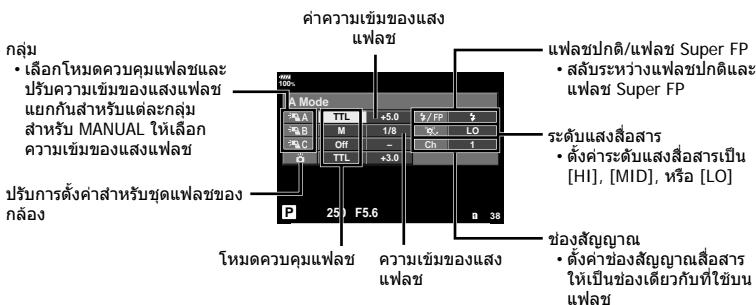 ค่าความเข้มของแสง
แฟลช
กลุ่ม
• เลือกโหมดควบคุมแฟลชและ
ปรับความเข้มของแสงแฟลช
แยกกันสำหรับแต่ละกลุ่ม
สำหรับ MANUAL ให้เลือก
ความเข้มของแสงแฟลช
ปรับการตั้งค่าสำหรับชุดแฟลชของ
กล้อง
100%
A Mode
A TTL +5.0 /FP
B M 1/8 LO
C Off – Ch 1
TTL +3.0
P 250 F5.6 38
แฟลชปกติ/แฟลช Super FP
• สลับระหว่างแฟลชปกติและ
แฟลช Super FP
ระดับแสงสื่อสาร
• ตั้งค่าระดับแสงสื่อสารเป็น
[HI], [MID], หรือ [LO]
ช่องสัญญาณ
• ตั้งค่าช่องสัญญาณสื่อสาร
ให้เป็นช่องเดียวกับที่ใช้บน
แฟลช
โหมดควบคุมแฟลช
ความเข้มของแสง
แฟลช